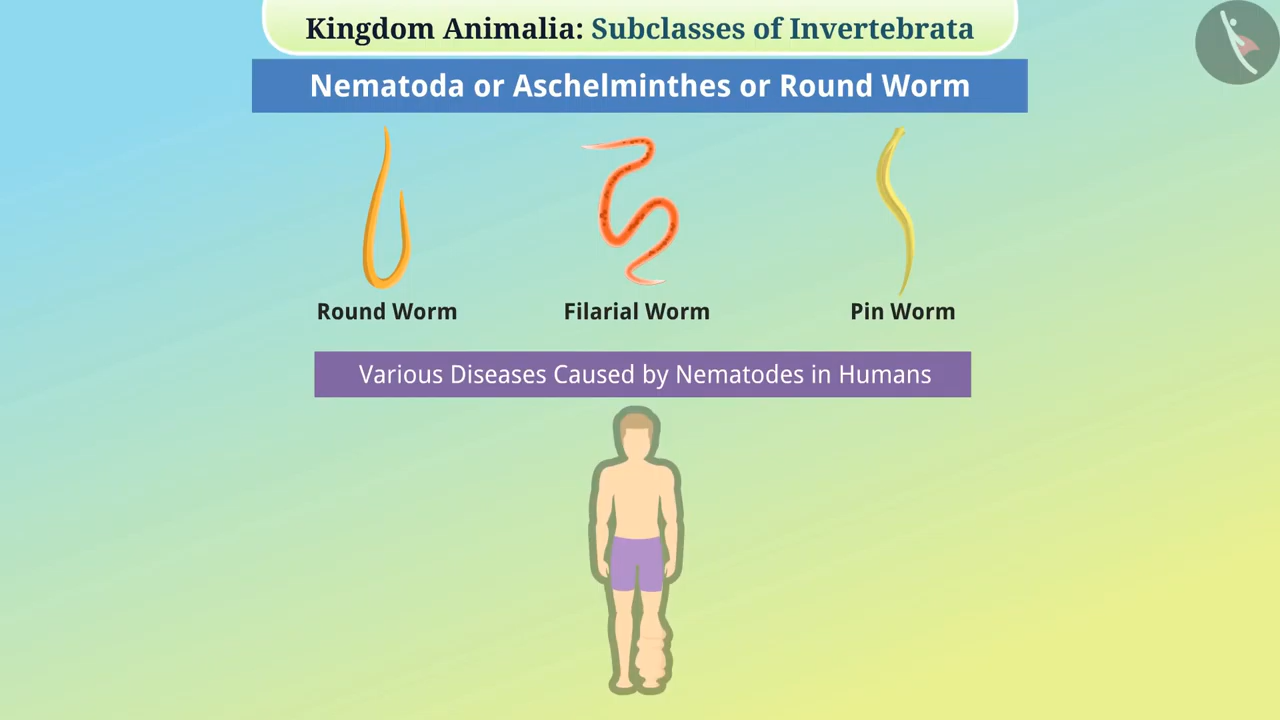 Kingdom Animalia: Subclasses of Invertebrata
Nematoda or Aschelminthes or Round Worm
Round Worm
Filarial Worm
Pin Worm
Various Diseases Caused by Nematodes in Humans